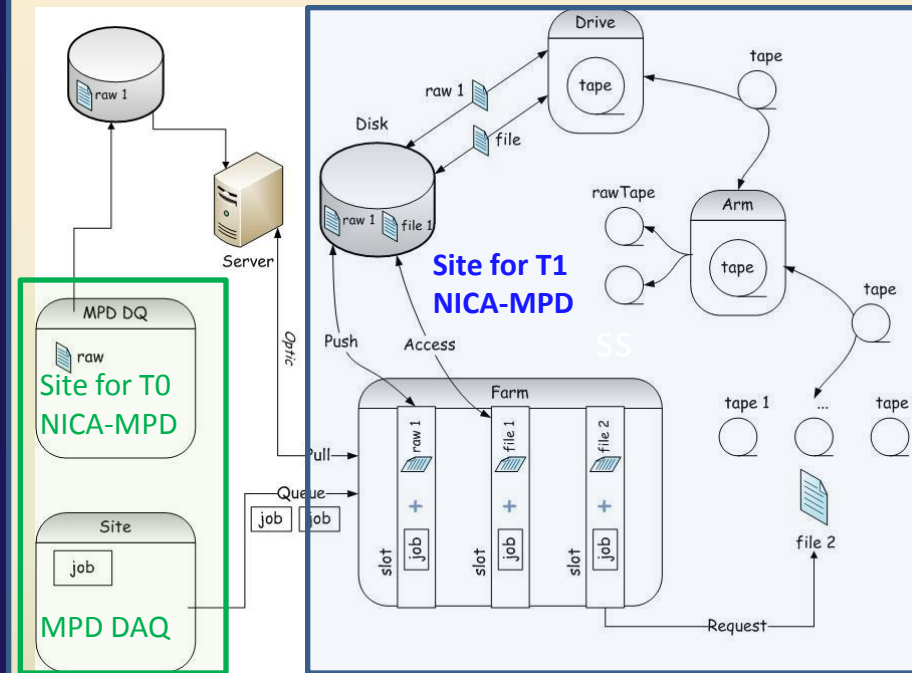 Drive
tape
raw 1
raw 1
tape
Disk
file
rawTape
Arm
raw 1
file 1
Server
Site for T1
NICA-MPD
tape
tape
MPD DQ
raw
Optic
Push
Access
SS
Site for T0
NICA-MPD
Farm
tape 1
...
tape
raw 1
file 1
file 2
Pull
Queue
job
job
+
+
+
Site
job
slot
job
slot
job
slot
job
file 2
MPD DAQ
Request